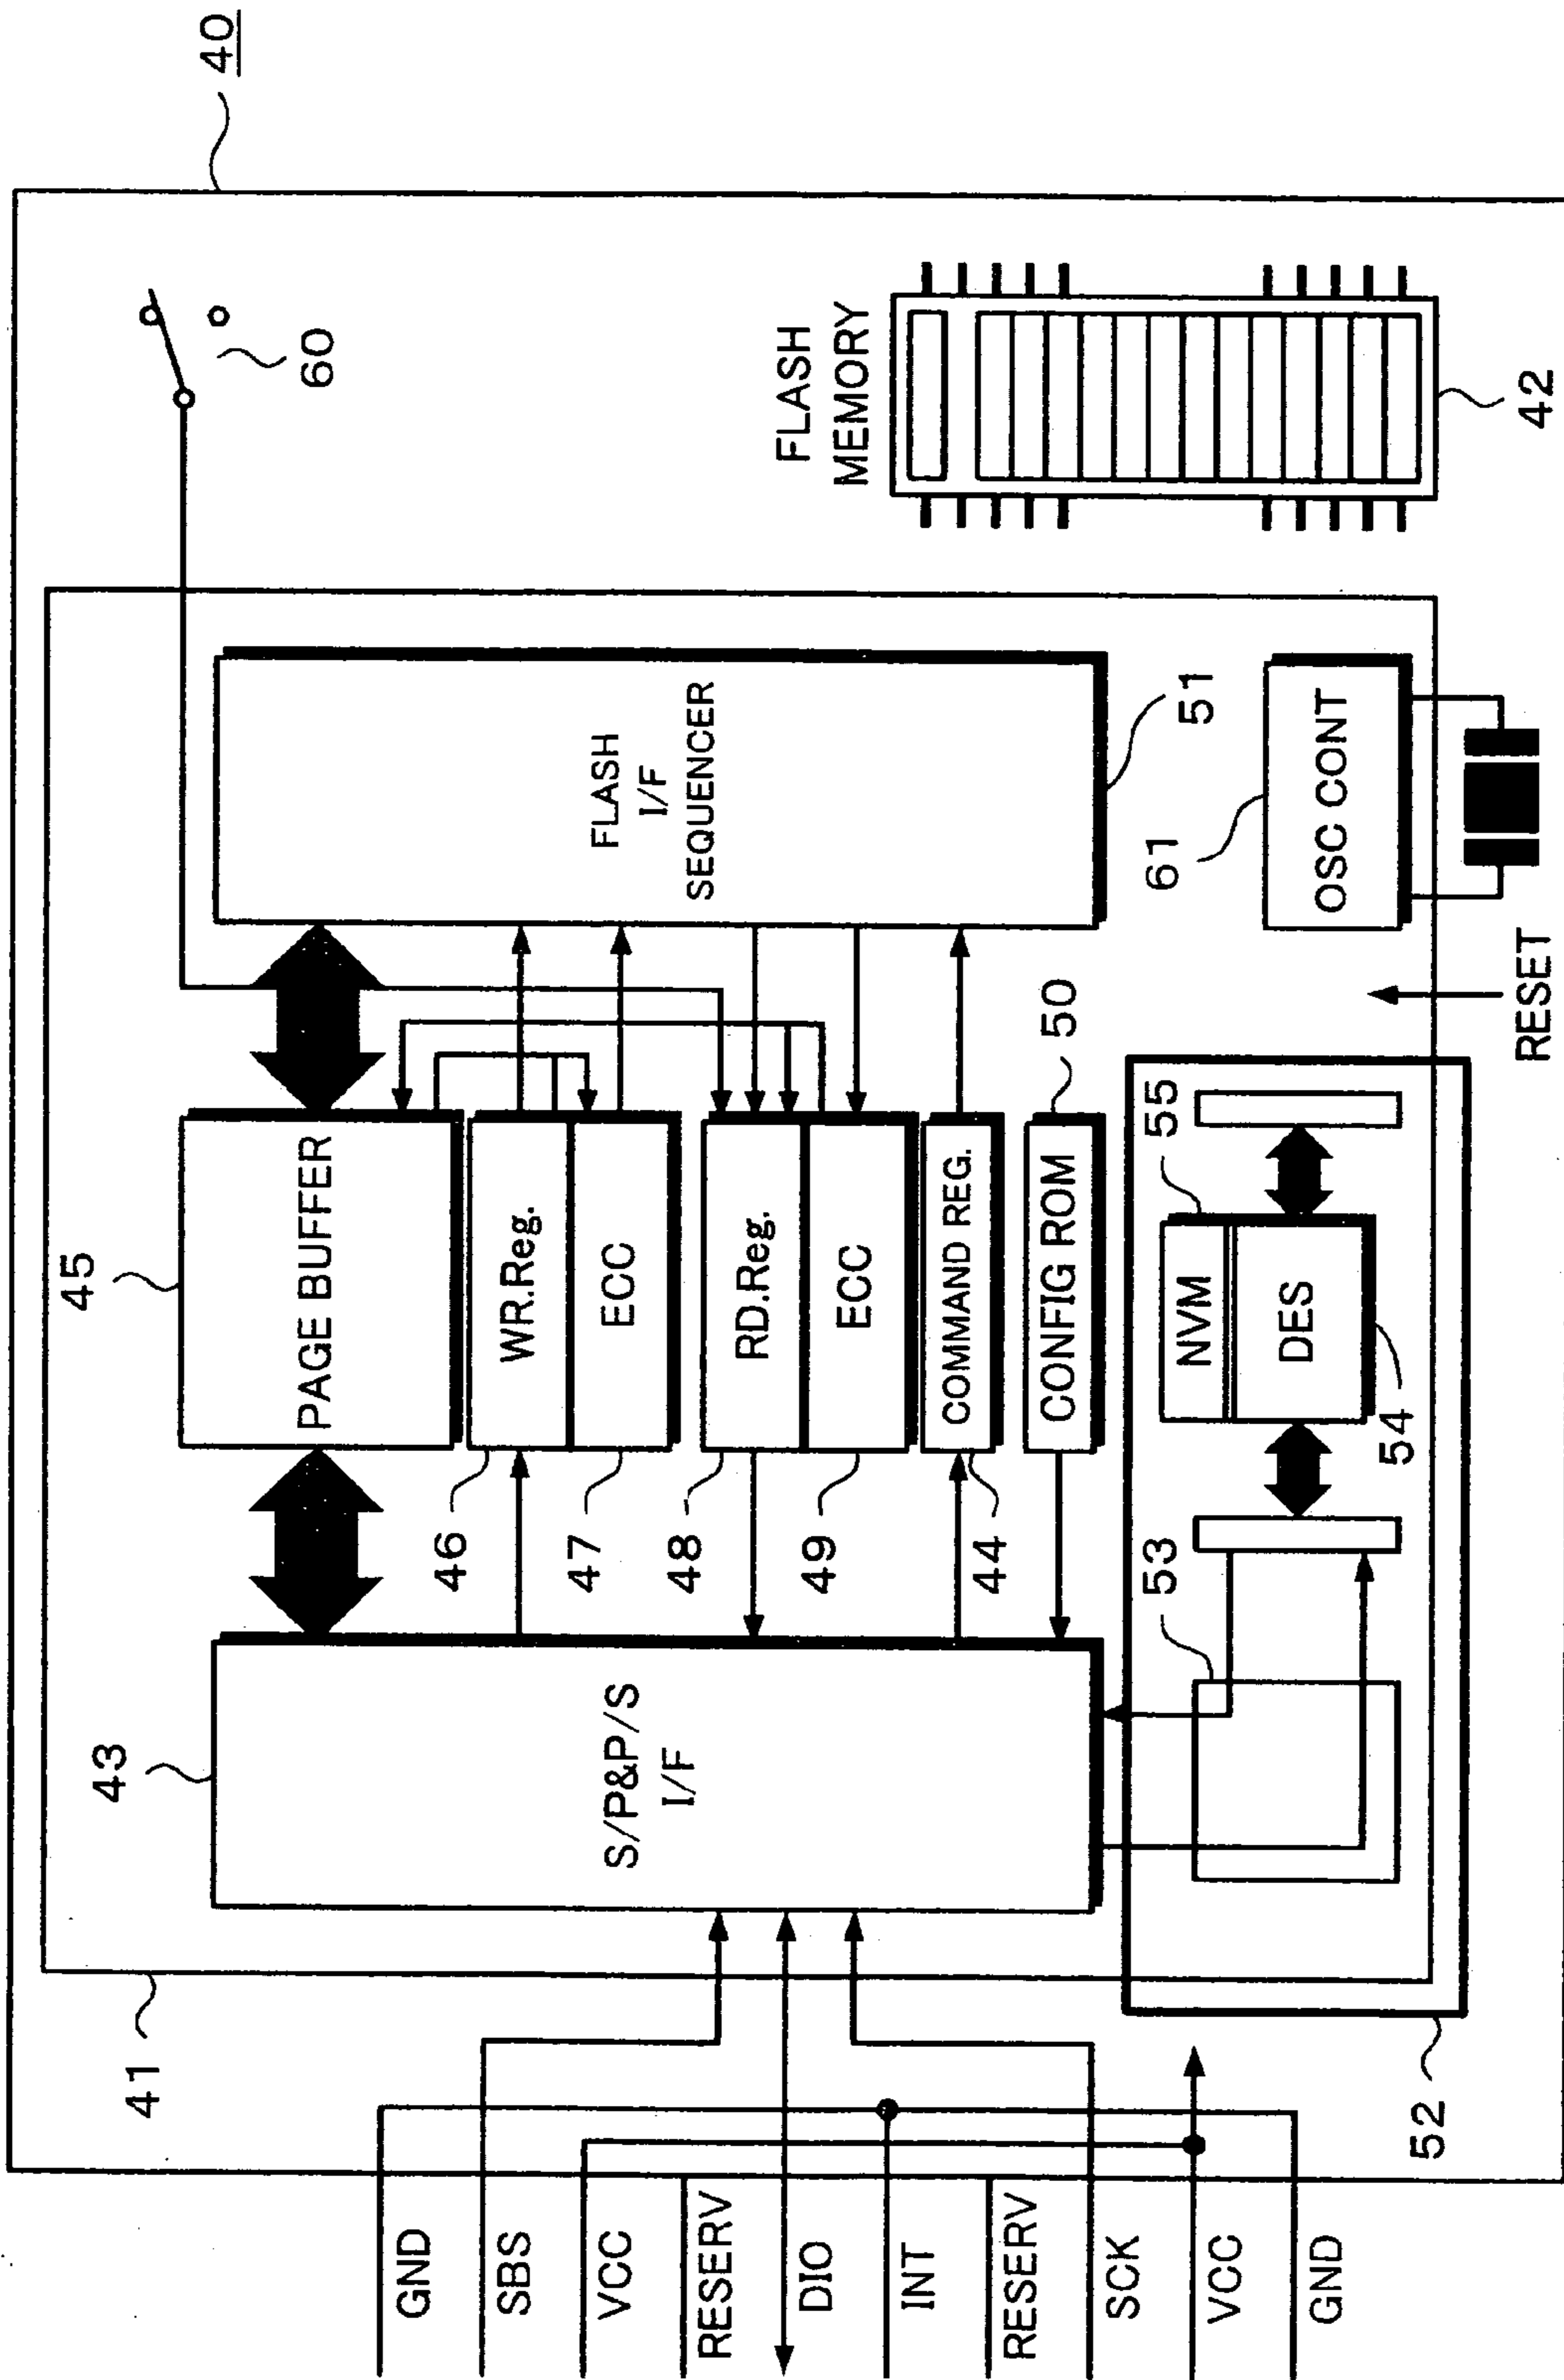 40
60
FLASH
MEMORY
42
FLASH
I/F
SEQUENCER
51
61
OSC CONT
RESET
45
PAGE BUFFER
WR.Reg.
ECC
RD.Reg.
ECC
COMMAND REG.
CONFIG ROM
50
46
47
48
49
44
55
NVM
DES
54
53
43
S/P&P/S
I/F
41
52
GND
SBS
VCC
RESERV
DIO
INT
RESERV
SCK
VCC
GND